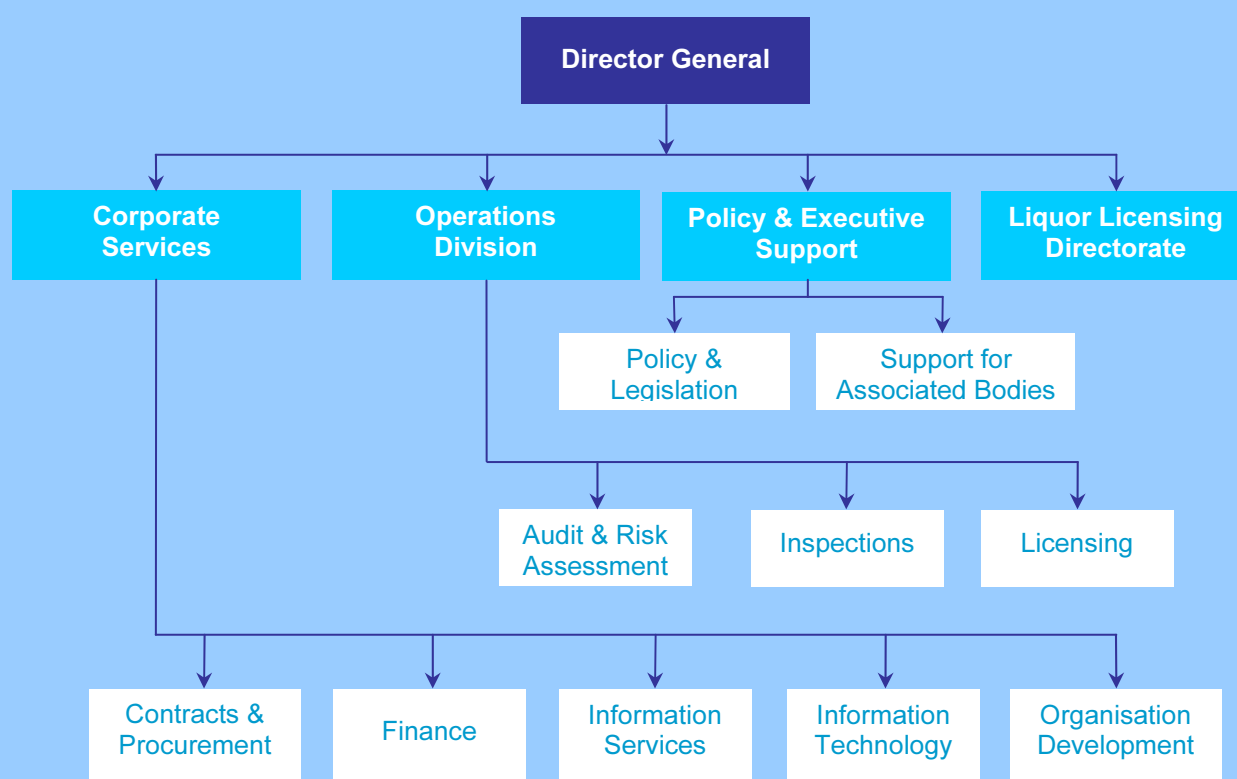 Director General
Corporate
Services
Operations
Division
Policy & Executive
Support
Liquor Licensing
Directorate
Policy &
Legislation
Support for
Associated Bodies
Audit & Risk
Assessment
Inspections
Licensing
Contracts &
Procurement
Finance
Information
Services
Information
Technology
Organisation
Development